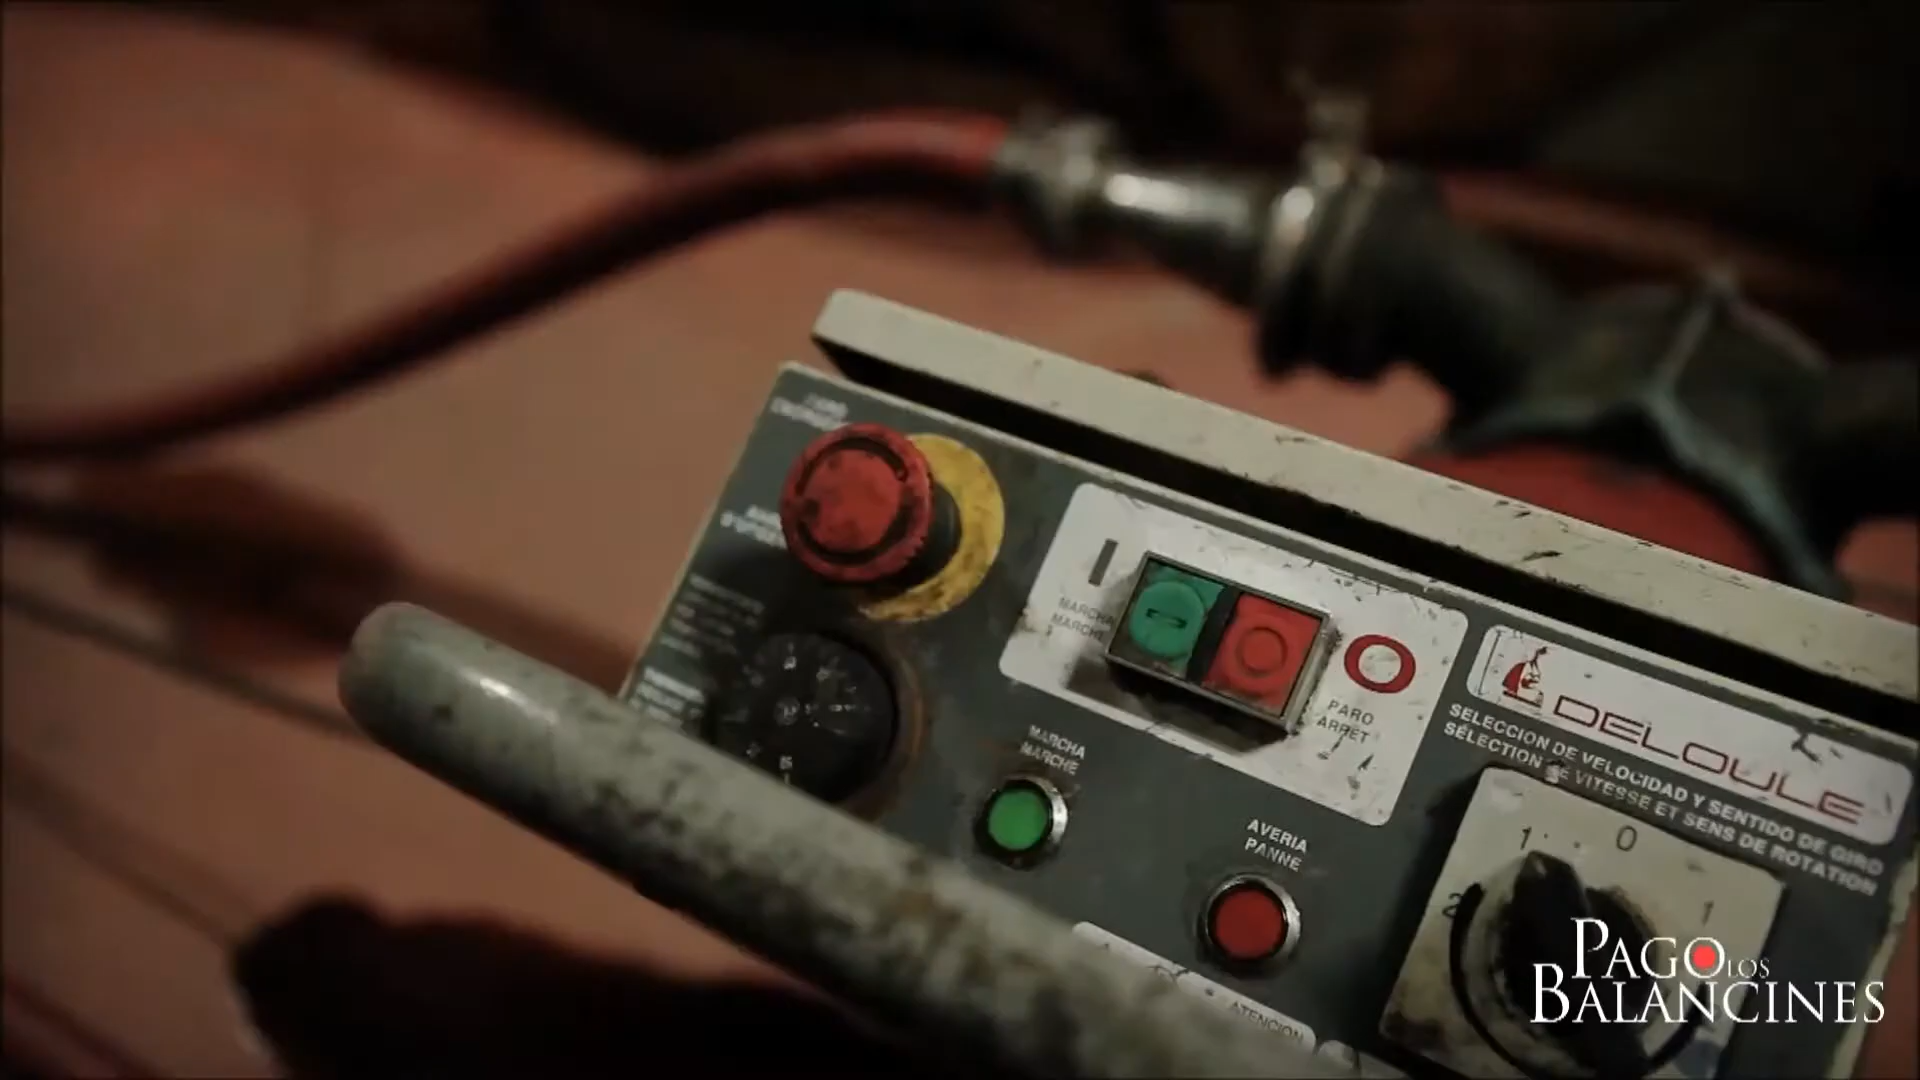 I
MARCHA
MARCHE
O
PARO
ARRET
DELOULE
SELECCION DE VELOCIDAD Y SENTIDO DE GIRO
SÉLECTION DE VITESSE ET SENS DE ROTATION
MARCHA
MARCHE
AVERIA
PANNE
1 0 1
2
ATENCION
PAGO LOS
BALANCINES